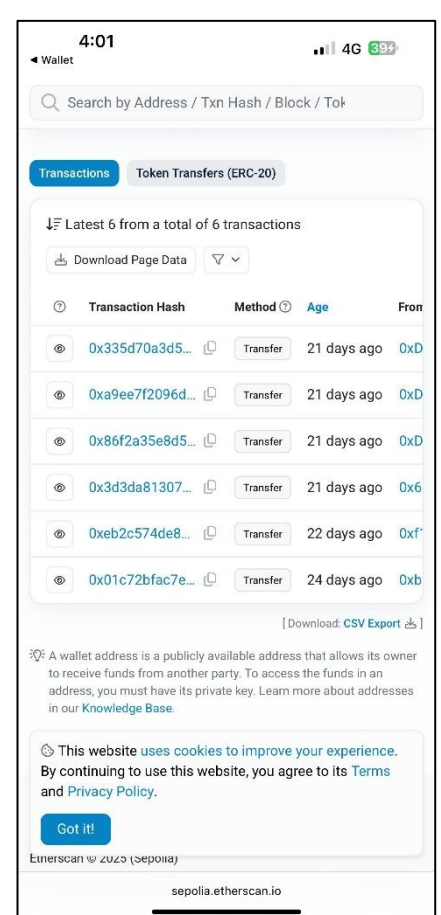 4:01
◄ Wallet
4G 39
Search by Address / Txn Hash / Block / Tok
Transactions Token Transfers (ERC-20)
Latest 6 from a total of 6 transactions
Download Page Data
Transaction Hash Method Age From
0x335d70a3d5... Transfer 21 days ago 0xD
0xa9ee7f2096d... Transfer 21 days ago 0xD
0x86f2a35e8d5... Transfer 21 days ago 0xD
0x3d3da81307... Transfer 21 days ago 0x6
0xeb2c574de8... Transfer 22 days ago 0xf
0x01c72bfac7e... Transfer 24 days ago 0xb
[ Download: CSV Export ]
A wallet address is a publicly available address that allows its owner
to receive funds from another party. To access the funds in an
address, you must have its private key. Learn more about addresses
in our Knowledge Base.
This website uses cookies to improve your experience.
By continuing to use this website, you agree to its Terms
and Privacy Policy.
Got it!
Etherscan © 2025 (Sepolia)
sepolia.etherscan.io